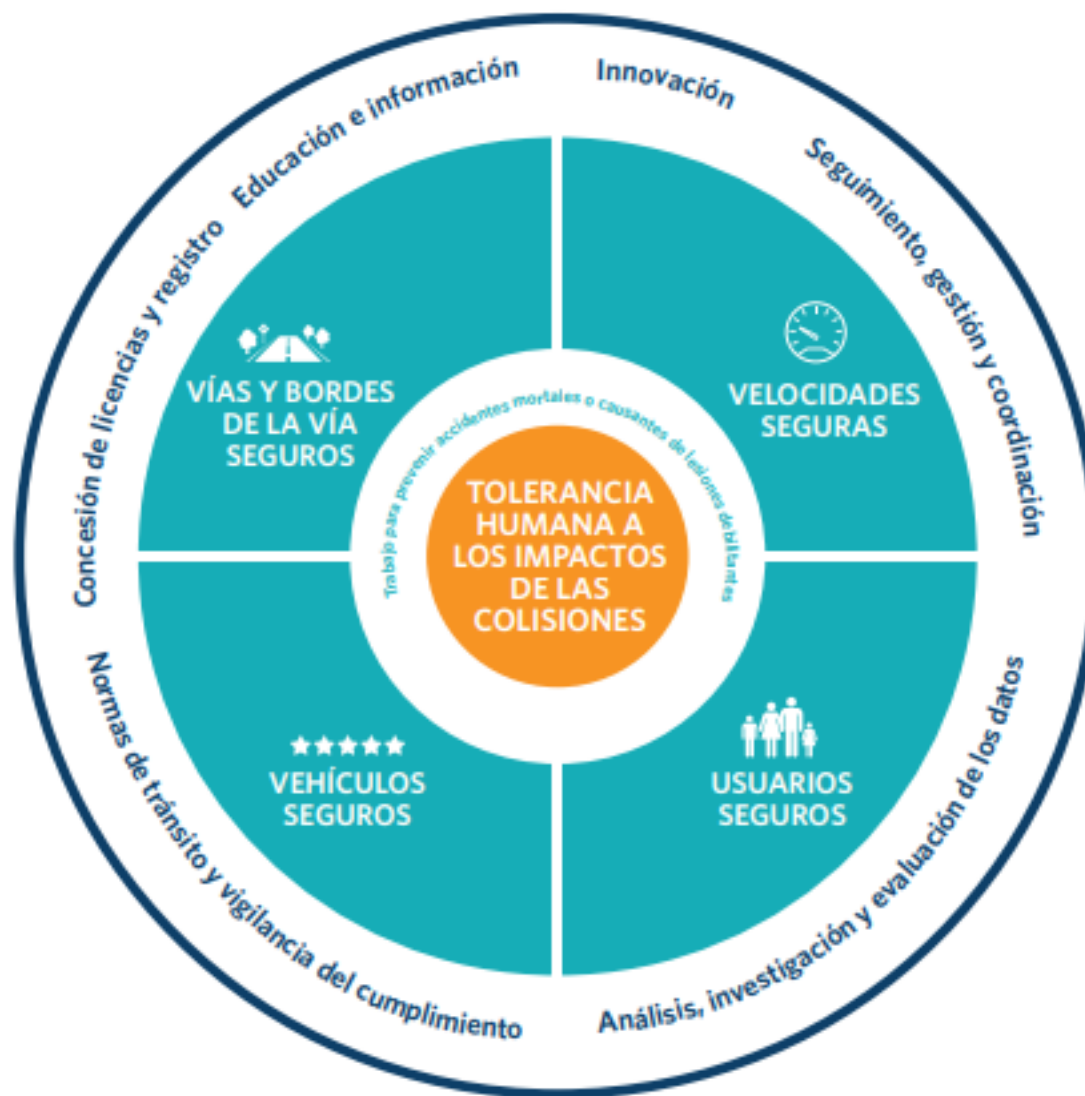 Educación e información
Innovación
Seguimiento, gestión y coordinación
Concesión de licencias y registro
VÍAS Y BORDES
DE LA VÍA
SEGUROS
VELOCIDADES
SEGURAS
Trabajo para prevenir accidentes mortales o causantes de lesiones debilitantes
TOLERANCIA
HUMANA A
LOS IMPACTOS
DE LAS
COLISIONES
VEHÍCULOS
SEGUROS
USUARIOS
SEGUROS
Normas de tránsito y vigilancia del cumplimiento
Análisis, investigación y evaluación de los datos